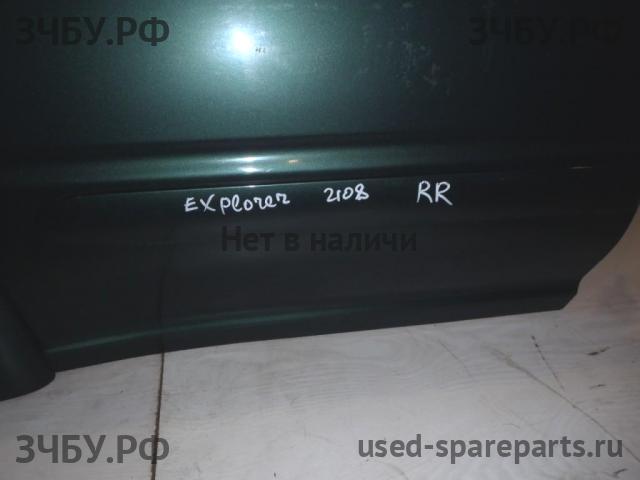 ЗЧБУ.РФ ЗЧБУ.РФ
EXplorer 2108 RR
Нет в наличи
ЗЧБУ.РФ used-spareparts.ru